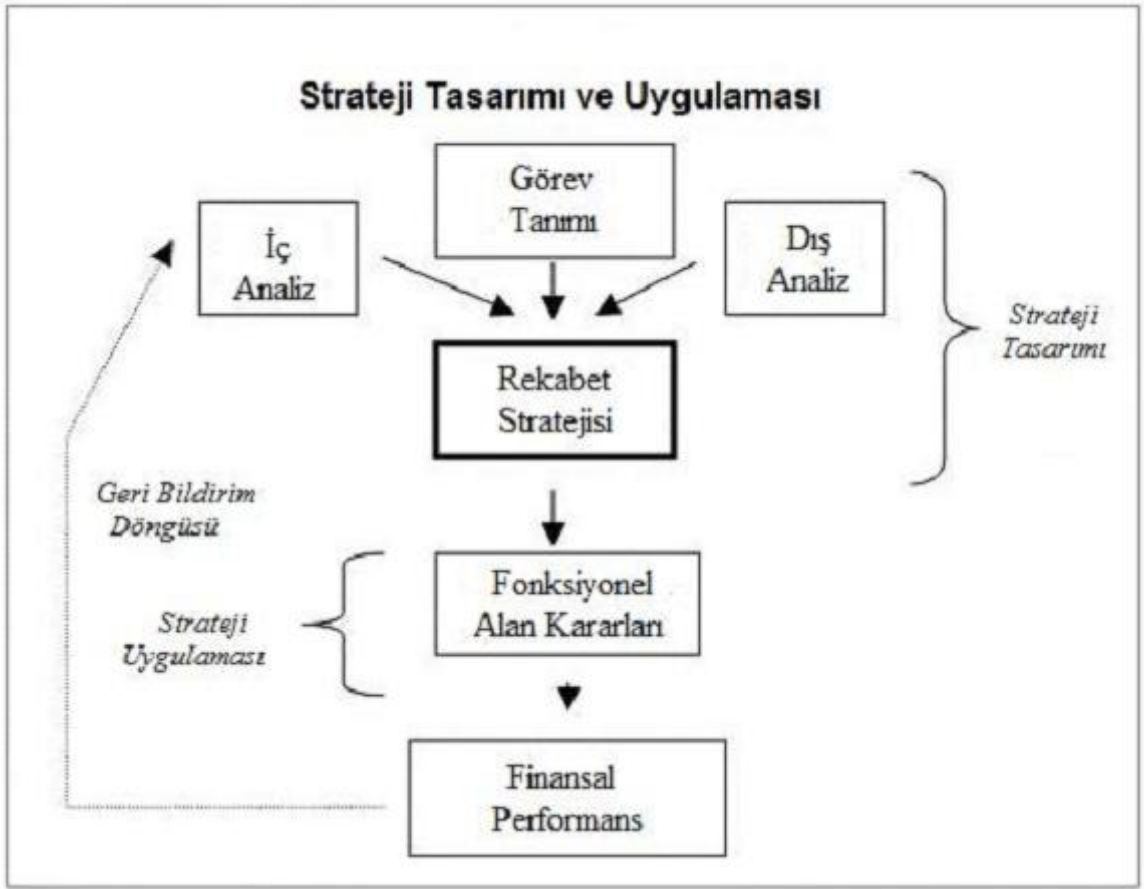 Strateji Tasarımı ve Uygulaması
Görev
Tanımı
İç
Analiz
Dış
Analiz
Strateji
Tasarımı
Rekabet
Stratejisi
Geri Bildirim
Döngüsü
Fonksiyonel
Alan Kararları
Strateji
Uygulaması
Finansal
Performans